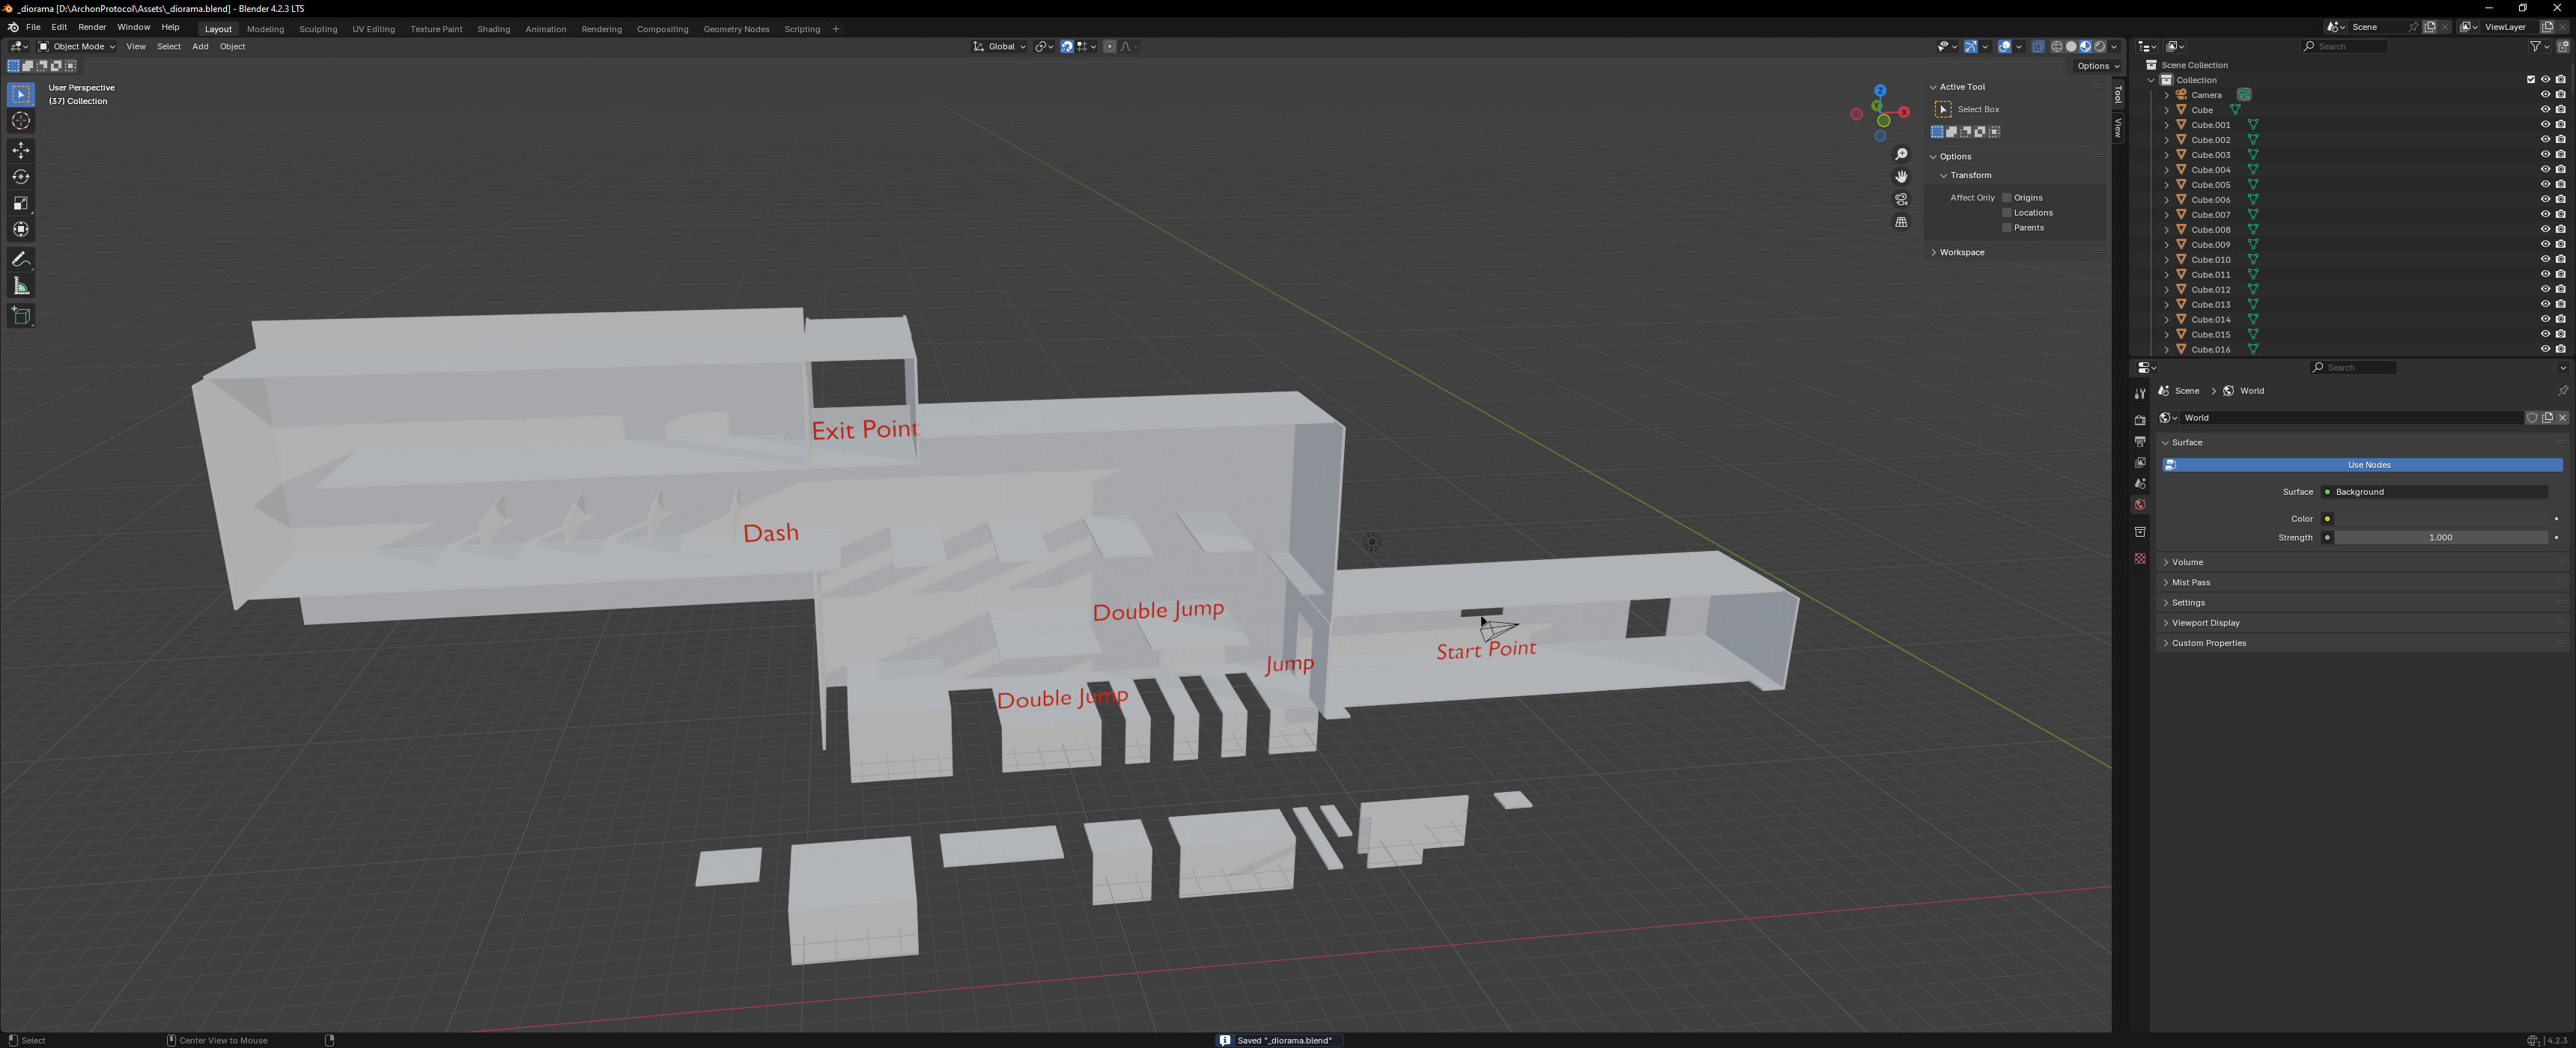 _diorama [D:\ArchonProtocol\Assets\_diorama.blend] - Blender 4.2.3 LTS
File Edit Render Window Help Layout Modeling Sculpting UV Editing Texture Paint Shading Animation Rendering Compositing Geometry Nodes Scripting + Scene ViewLayer
Object Mode View Select Add Object Global Search
Options
User Perspective
(37) Collection
Exit Point
Dash
Double Jump
Jump
Start Point
Double Jump
Z
Y
X
Active Tool
Select Box
Options
Transform
Affect Only Origins
Locations
Parents
Workspace
Tool
View
Scene Collection
Collection
Camera
Cube
Cube.001
Cube.002
Cube.003
Cube.004
Cube.005
Cube.006
Cube.007
Cube.008
Cube.009
Cube.010
Cube.011
Cube.012
Cube.013
Cube.014
Cube.015
Cube.016
Search
Scene > World
World
Surface
Use Nodes
Surface Background
Color
Strength 1.000
Volume
Mist Pass
Settings
Viewport Display
Custom Properties
Select Center View to Mouse Saved "_diorama.blend" 4.2.3